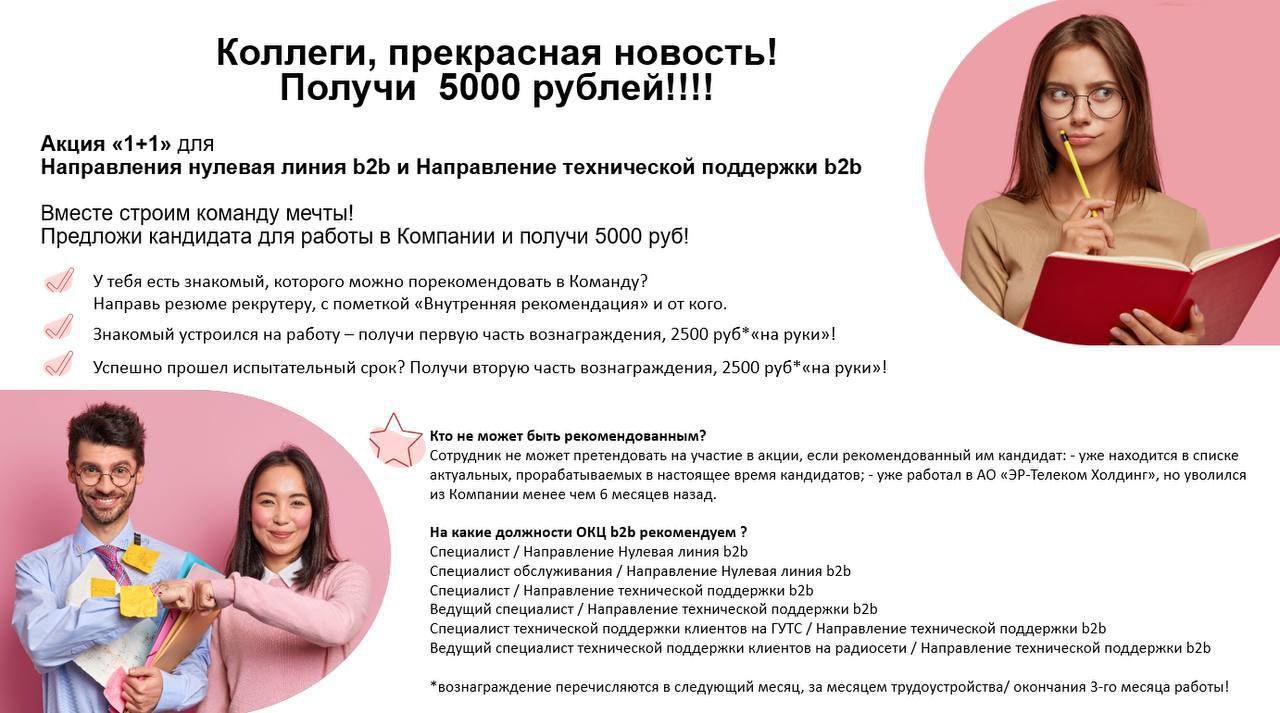 Коллеги, прекрасная новость!
Получи 5000 рублей!!!!
Акция «1+1» для
Направления нулевая линия b2b и Направление технической поддержки b2b
Вместе строим команду мечты!
Предложи кандидата для работы в Компании и получи 5000 руб!
У тебя есть знакомый, которого можно порекомендовать в Команду?
Направь резюме рекрутеру, с пометкой «Внутренняя рекомендация» и от кого.
Знакомый устроился на работу – получи первую часть вознаграждения, 2500 руб*«на руки»!
Успешно прошел испытательный срок? Получи вторую часть вознаграждения, 2500 руб*«на руки»!
Кто не может быть рекомендованным?
Сотрудник не может претендовать на участие в акции, если рекомендованный им кандидат: - уже находится в списке
актуальных, прорабатываемых в настоящее время кандидатов; - уже работал в АО «ЭР-Телеком Холдинг», но уволился
из Компании менее чем 6 месяцев назад.
На какие должности ОКЦ b2b рекомендуем ?
Специалист / Направление Нулевая линия b2b
Специалист обслуживания / Направление Нулевая линия b2b
Специалист / Направление технической поддержки b2b
Ведущий специалист / Направление технической поддержки b2b
Специалист технической поддержки клиентов на ГУТС / Направление технической поддержки b2b
Ведущий специалист технической поддержки клиентов на радиосети / Направление технической поддержки b2b
*вознаграждение перечисляются в следующий месяц, за месяцем трудоустройства/ окончания 3-го месяца работы!